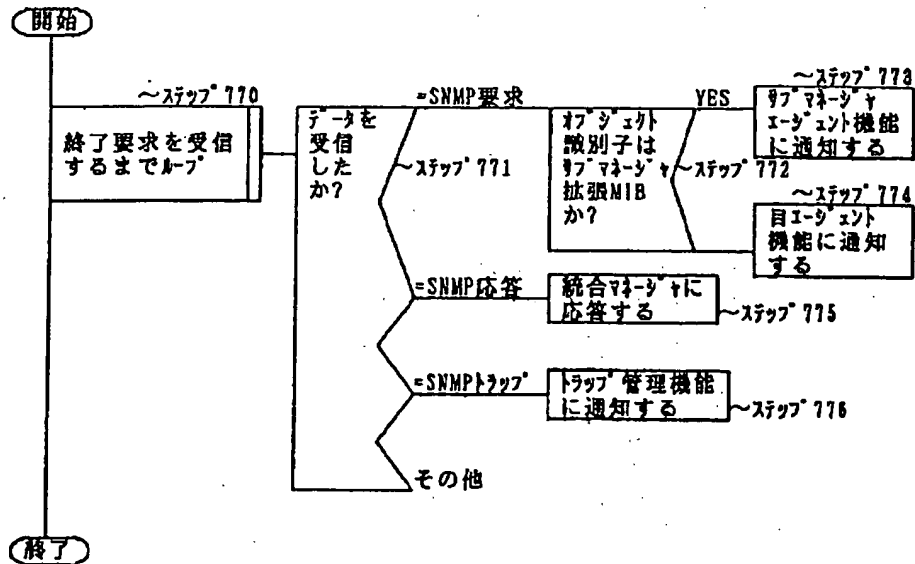 開始
～ステップ770
終了要求を受信
するまでループ
データを
受信
したか?
～ステップ771
=SNMP要求
オブジェクト
識別子は
サブマネージャ
拡張MIB
か?
～ステップ772
YES
～ステップ773
サブマネージャ
エージェント機能
に通知する
～ステップ774
目エージェント
機能に通知
する
=SNMP応答
統合マネージャに
応答する
～ステップ775
=SNMPトラップ
トラップ管理機能
に通知する
～ステップ776
その他
終了